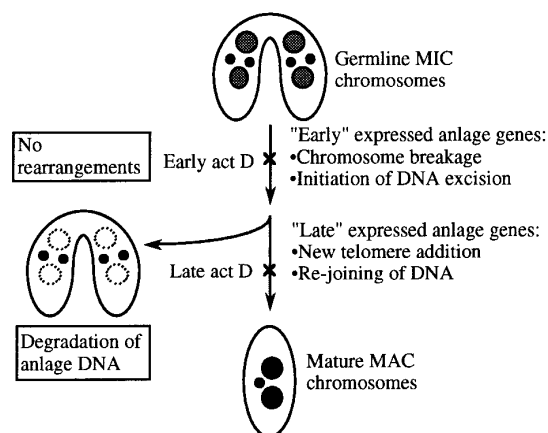 Germline MIC
chromosomes
No
rearrangements
Early act D
"Early" expressed anlage genes:
•Chromosome breakage
•Initiation of DNA excision
"Late" expressed anlage genes:
•New telomere addition
•Re-joining of DNA
Late act D
Degradation of
anlage DNA
Mature MAC
chromosomes